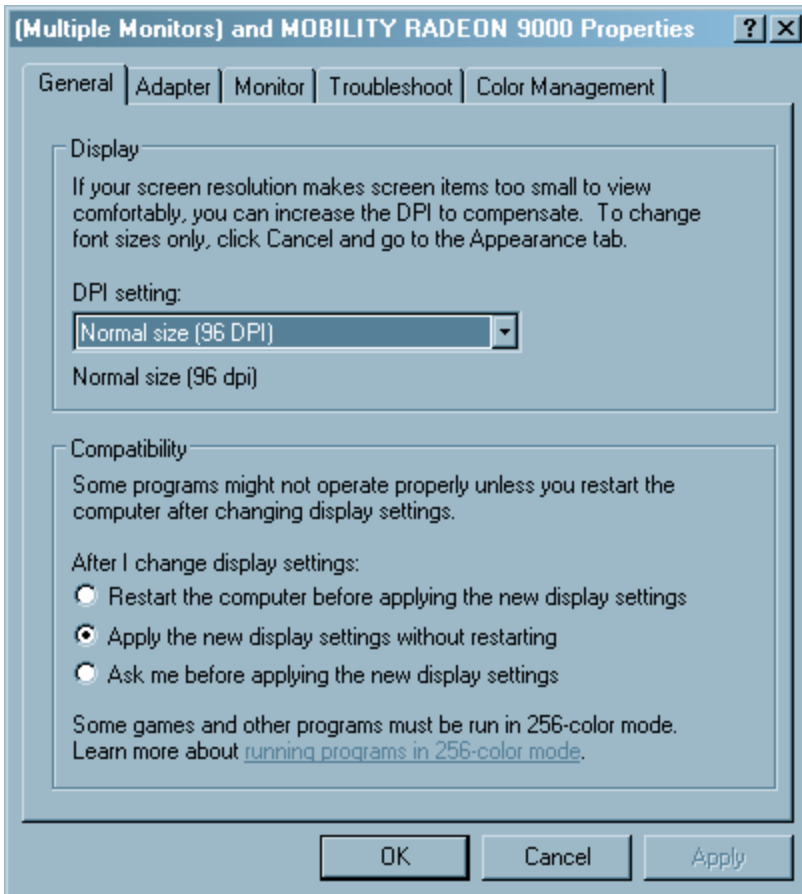 (Multiple Monitors) and MOBILITY RADEON 9000 Properties
General Adapter Monitor Troubleshoot Color Management
Display
If your screen resolution makes screen items too small to view
comfortably, you can increase the DPI to compensate. To change
font sizes only, click Cancel and go to the Appearance tab.
DPI setting:
Normal size (96 DPI)
Normal size (96 dpi)
Compatibility
Some programs might not operate properly unless you restart the
computer after changing display settings.
After I change display settings:
Restart the computer before applying the new display settings
Apply the new display settings without restarting
Ask me before applying the new display settings
Some games and other programs must be run in 256-color mode.
Learn more about running programs in 256-color mode.
OK Cancel Apply